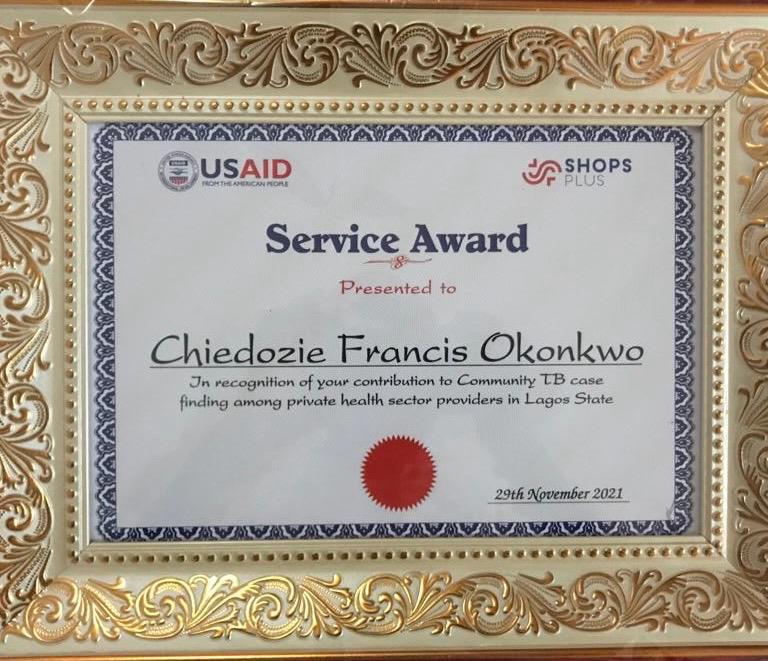 USAID
FROM THE AMERICAN PEOPLE
SHOPS
PLUS
Service Award
Presented to
Chiedozie Francis Okonkwo
In recognition of your contribution to Community TB case
finding among private health sector providers in Lagos State
29th November 2021